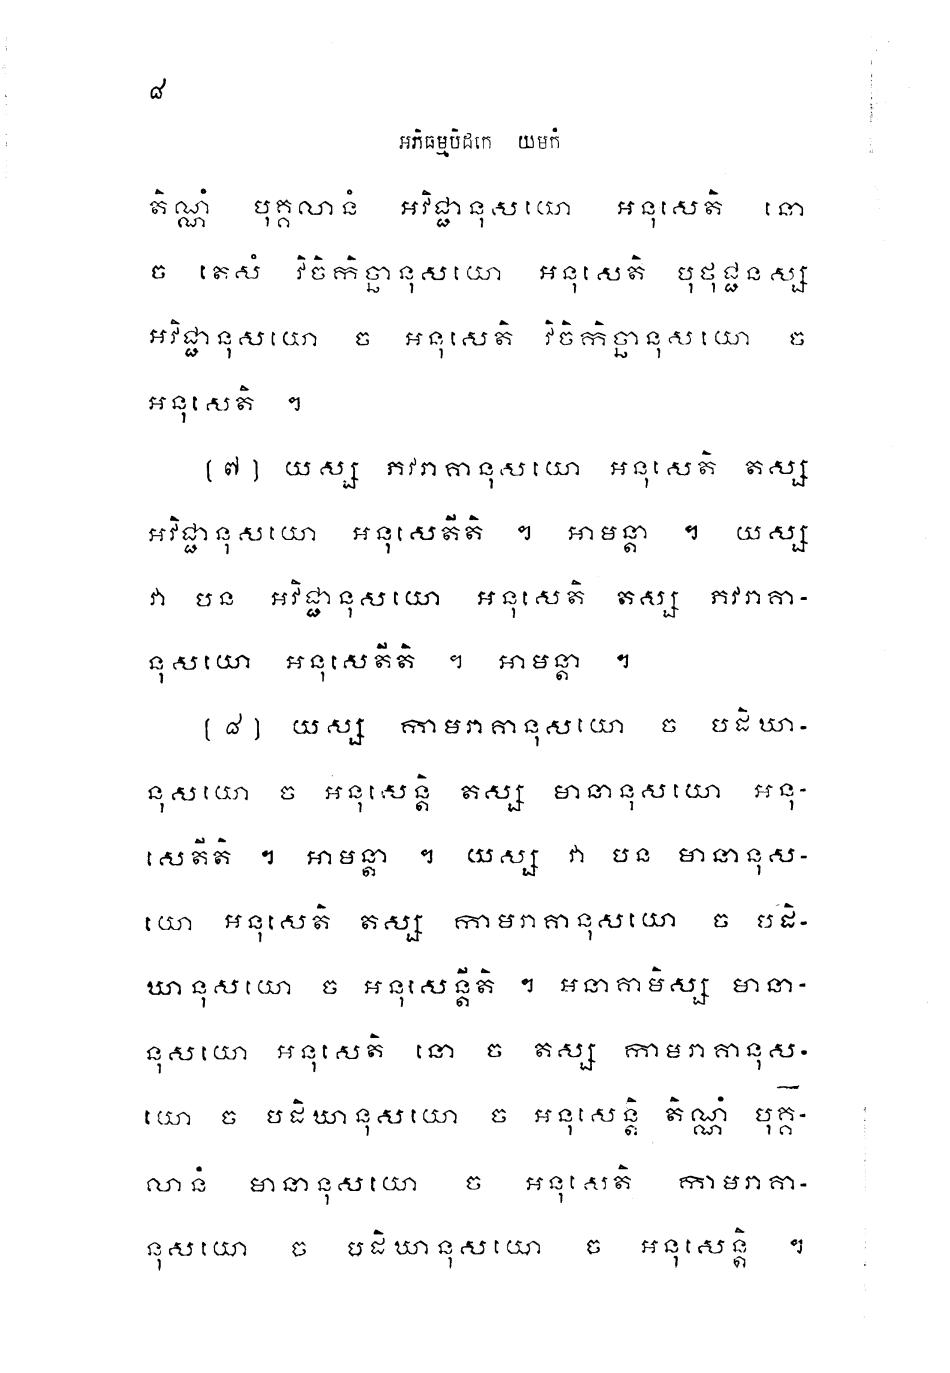 ៨
អភិធម្មបិដកេ យមកំ
តិណ្ណំ បុគ្គលានំ អវិជ្ជានុសយោ អនុសេតិ នោ
ច តេសំ វិចិកិច្ឆានុសយោ អនុសេតិ បុថុជ្ជនស្ស
អវិជ្ជានុសយោ ច អនុសេតិ វិចិកិច្ឆានុសយោ ច
អនុសេតិ ។
(៧) យស្ស ភវរាគានុសយោ អនុសេតិ តស្ស
អវិជ្ជានុសយោ អនុសេតីតិ ។ អាមន្តា ។ យស្ស
វា បន អវិជ្ជានុសយោ អនុសេតិ តស្ស ភវរាគា-
នុសយោ អនុសេតីតិ ។ អាមន្តា ។
(៨) យស្ស កាមរាគានុសយោ ច បដិឃា-
នុសយោ ច អនុសេន្តិ តស្ស មានានុសយោ អនុ-
សេតីតិ ។ អាមន្តា ។ យស្ស វា បន មានានុស-
យោ អនុសេតិ តស្ស កាមរាគានុសយោ ច បដិ-
ឃានុសយោ ច អនុសេន្តីតិ ។ អនាគាមិស្ស មានា-
នុសយោ អនុសេតិ នោ ច តស្ស កាមរាគានុស-
យោ ច បដិឃានុសយោ ច អនុសេន្តិ តិណ្ណំ បុគ្គ-
លានំ មានានុសយោ ច អនុសេតិ កាមរាគា-
នុសយោ ច បដិឃានុសយោ ច អនុសេន្តិ ។